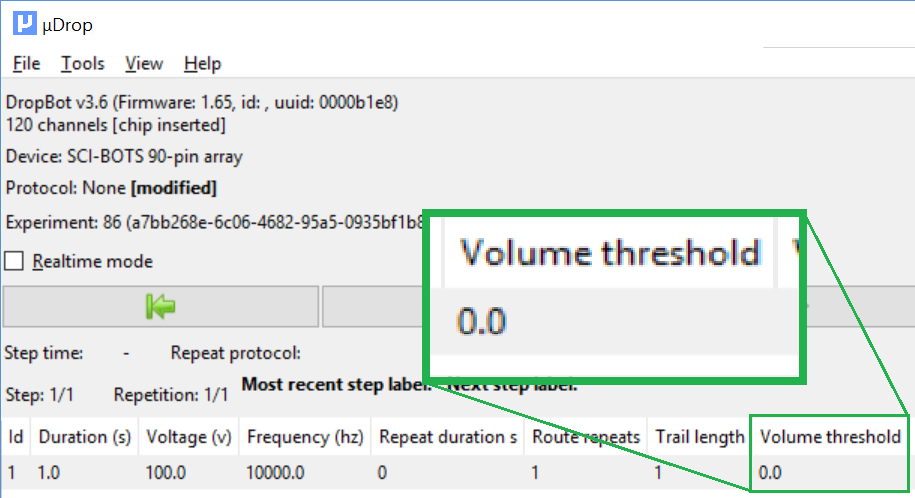 µDrop
File Tools View Help
DropBot v3.6 (Firmware: 1.65, id: , uuid: 0000b1e8)
120 channels [chip inserted]
Device: SCI-BOTS 90-pin array
Protocol: None [modified]
Experiment: 86 (a7bb268e-6c06-4682-95a5-0935bf1b8
Realtime mode
Volume threshold
0.0
Step time: - Repeat protocol:
Step: 1/1 Repetition: 1/1 Most recent step label: Next step label:
Id Duration (s) Voltage (v) Frequency (hz) Repeat duration s Route repeats Trail length Volume threshold
1 1.0 100.0 10000.0 0 1 1 0.0